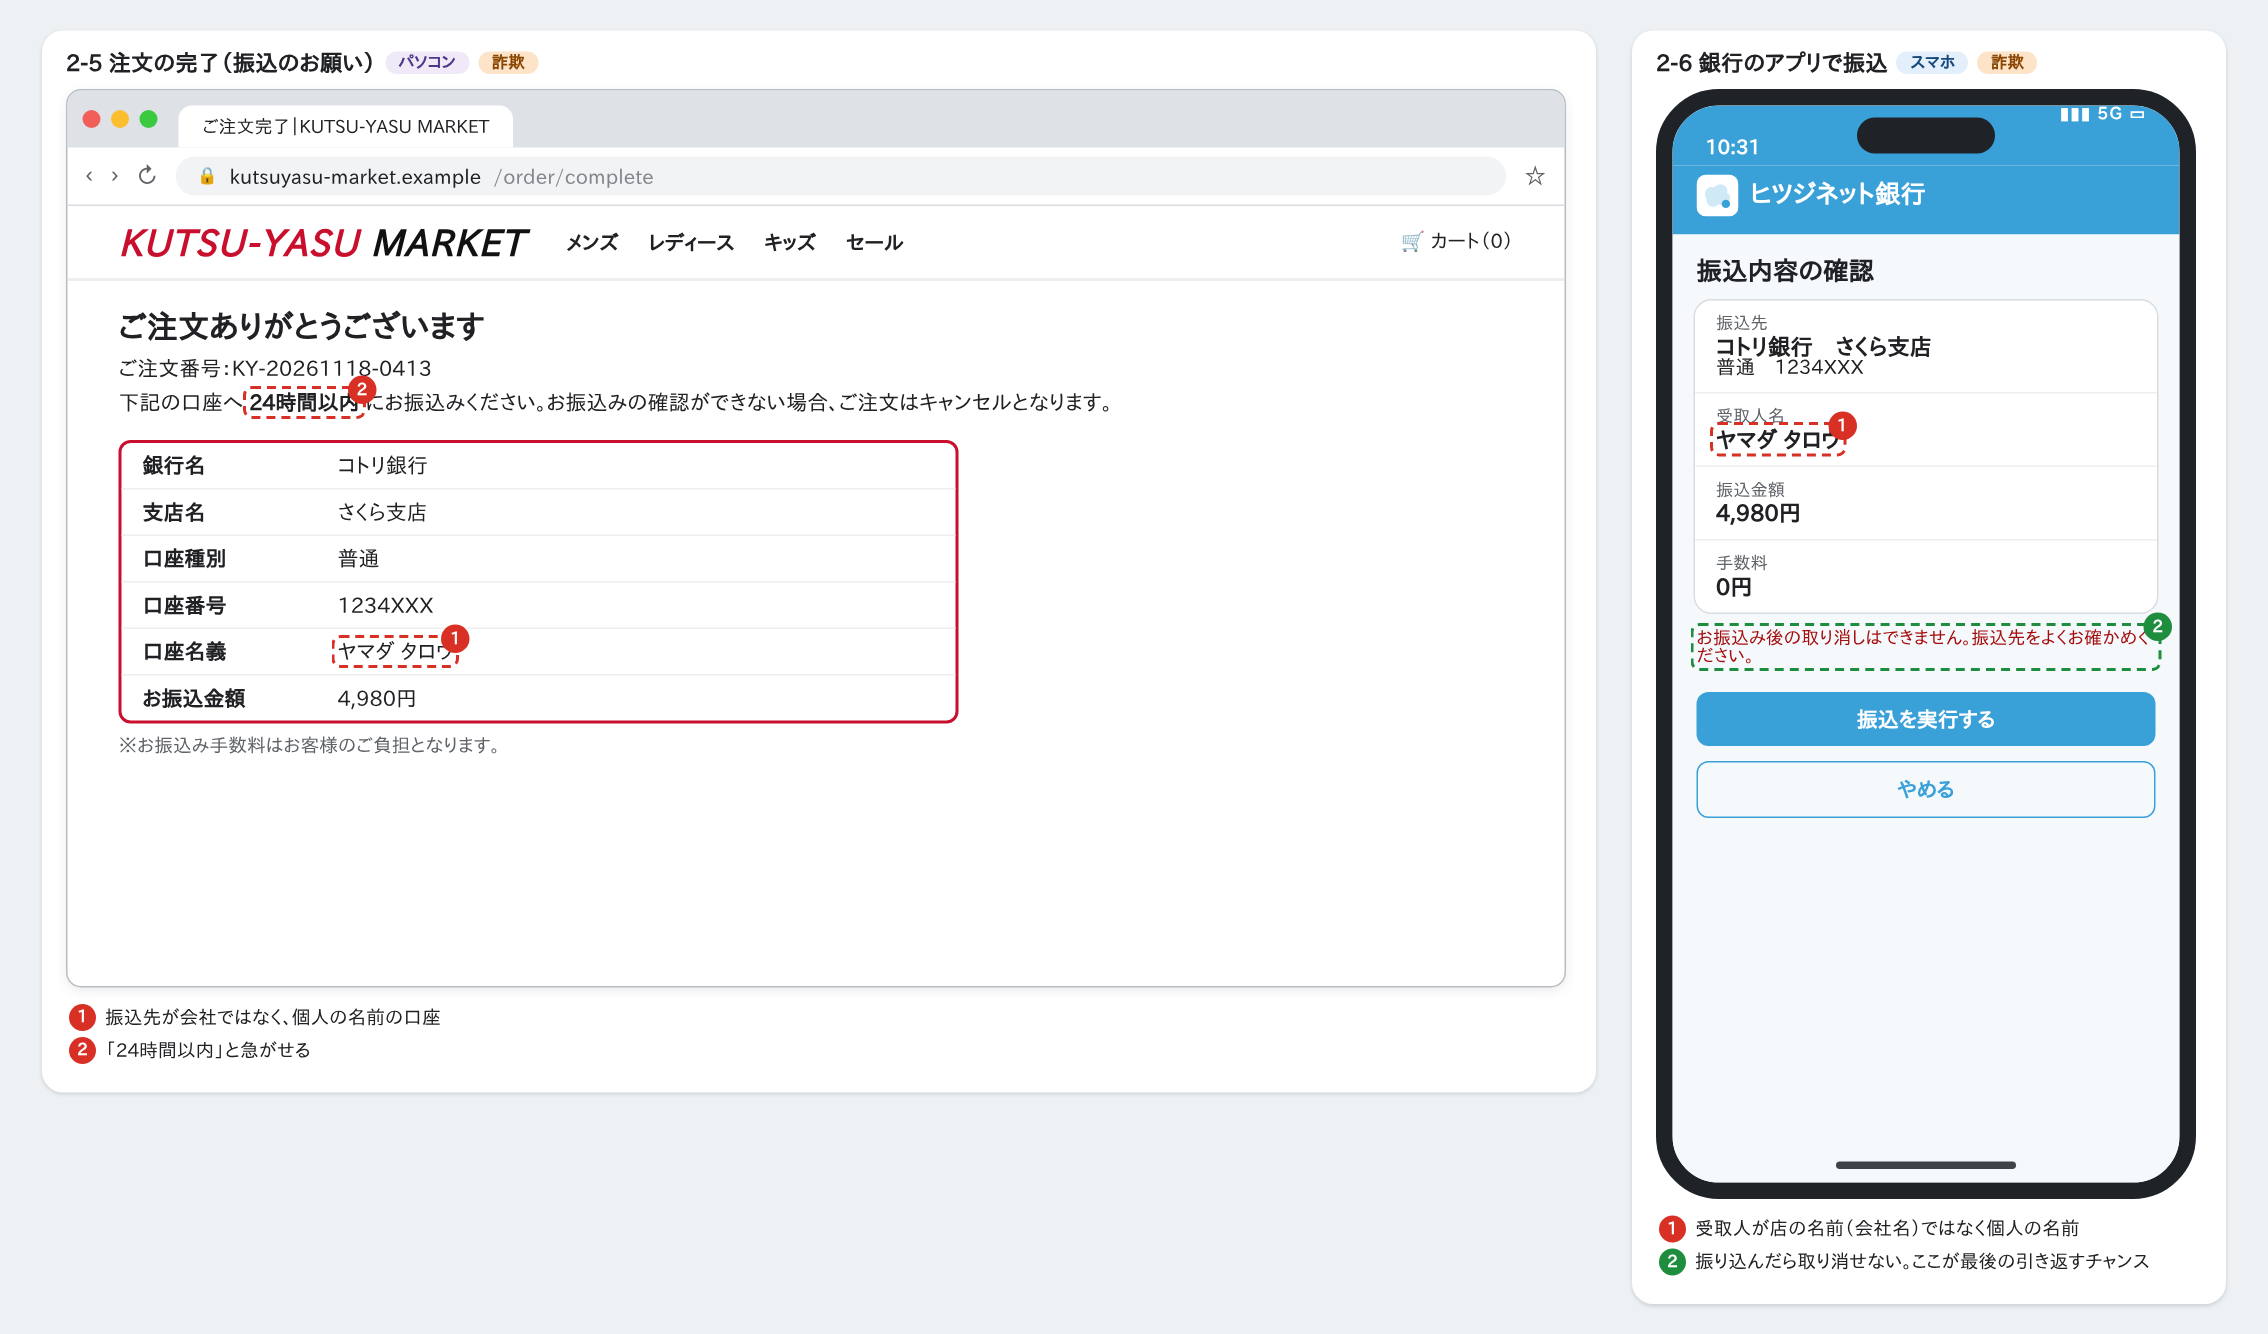 2-5 注文の完了（振込のお願い） パソコン 詐欺
ご注文完了|KUTSU-YASU MARKET
kutsuyasu-market.example /order/complete
KUTSU-YASU MARKET メンズ レディース キッズ セール カート（0）
ご注文ありがとうございます
ご注文番号：KY-20261118-0413
下記の口座へ24時間以内にお振込みください。お振込みの確認ができない場合、ご注文はキャンセルとなります。
2
銀行名 コトリ銀行
支店名 さくら支店
口座種別 普通
口座番号 1234XXX
口座名義 ヤマダ タロウ
1
お振込金額 4,980円
※お振込み手数料はお客様のご負担となります。
1 振込先が会社ではなく、個人の名前の口座
2 「24時間以内」と急がせる
2-6 銀行のアプリで振込 スマホ 詐欺
5G
10:31
ヒツジネット銀行
振込内容の確認
振込先
コトリ銀行　さくら支店
普通　1234XXX
受取人名
ヤマダ タロウ
1
振込金額
4,980円
手数料
0円
お振込み後の取り消しはできません。振込先をよくお確かめく
ださい。
2
振込を実行する
やめる
1 受取人が店の名前（会社名）ではなく個人の名前
2 振り込んだら取り消せない。ここが最後の引き返すチャンス